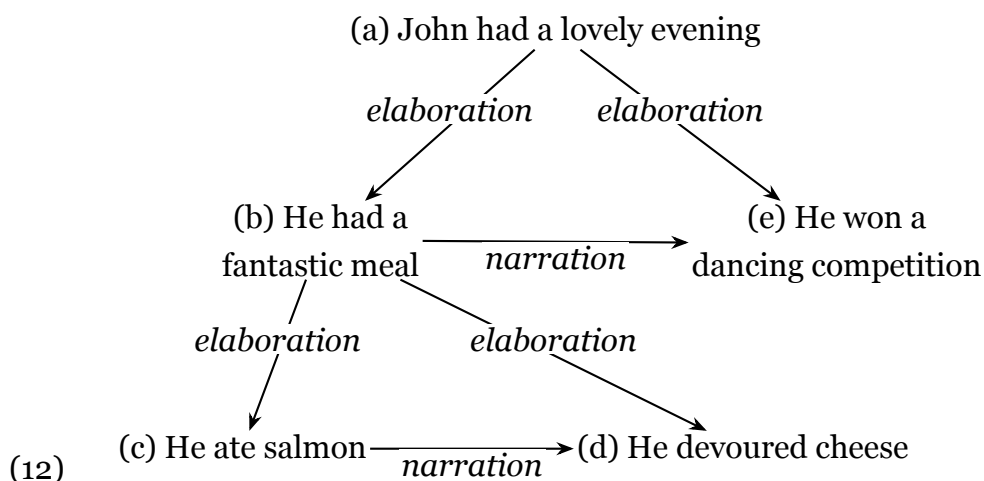 (a) John had a lovely evening
elaboration elaboration
(b) He had a
fantastic meal
narration
(e) He won a
dancing competition
elaboration elaboration
(c) He ate salmon
narration
(d) He devoured cheese
(12)